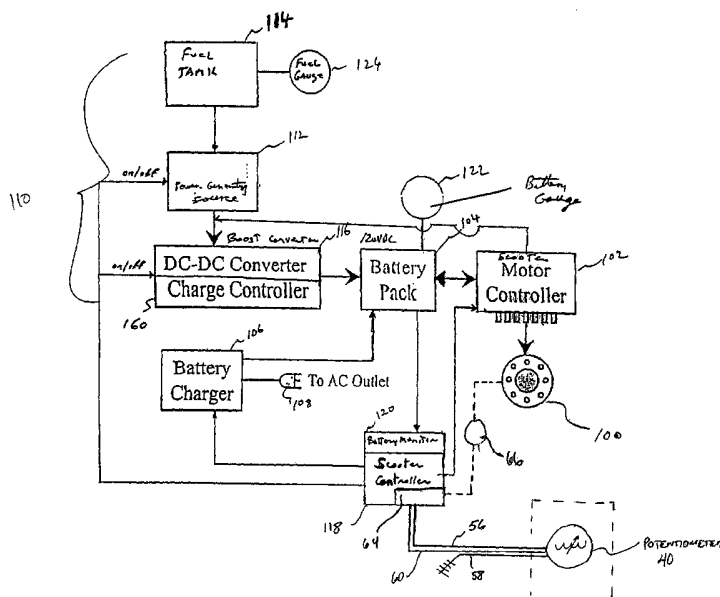 114
FUEL
TANK
Fuel
Gauge
124
112
on/off
Power Generating
Source
110
122
Battery
Gauge
Boost Converter
116
120VDC
104
Scooter
102
on/off
DC-DC Converter
Charge Controller
Battery
Pack
Motor
Controller
160
106
Battery
Charger
To AC Outlet
108
100
120
Battery Monitor
Scooter
Controller
66
118
64
56
60
58
POTENTIOMETER
40